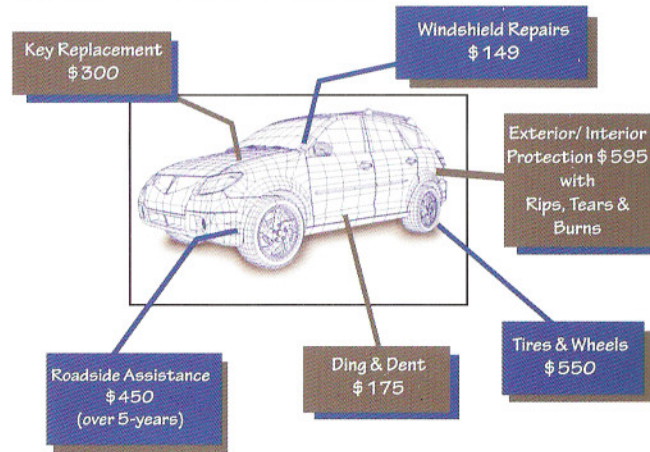 Key Replacement
$300
Windshield Repairs
$149
Exterior/ Interior
Protection $595
with
Rips, Tears &
Burns
Roadside Assistance
$450
(over 5-years)
Ding & Dent
$175
Tires & Wheels
$550